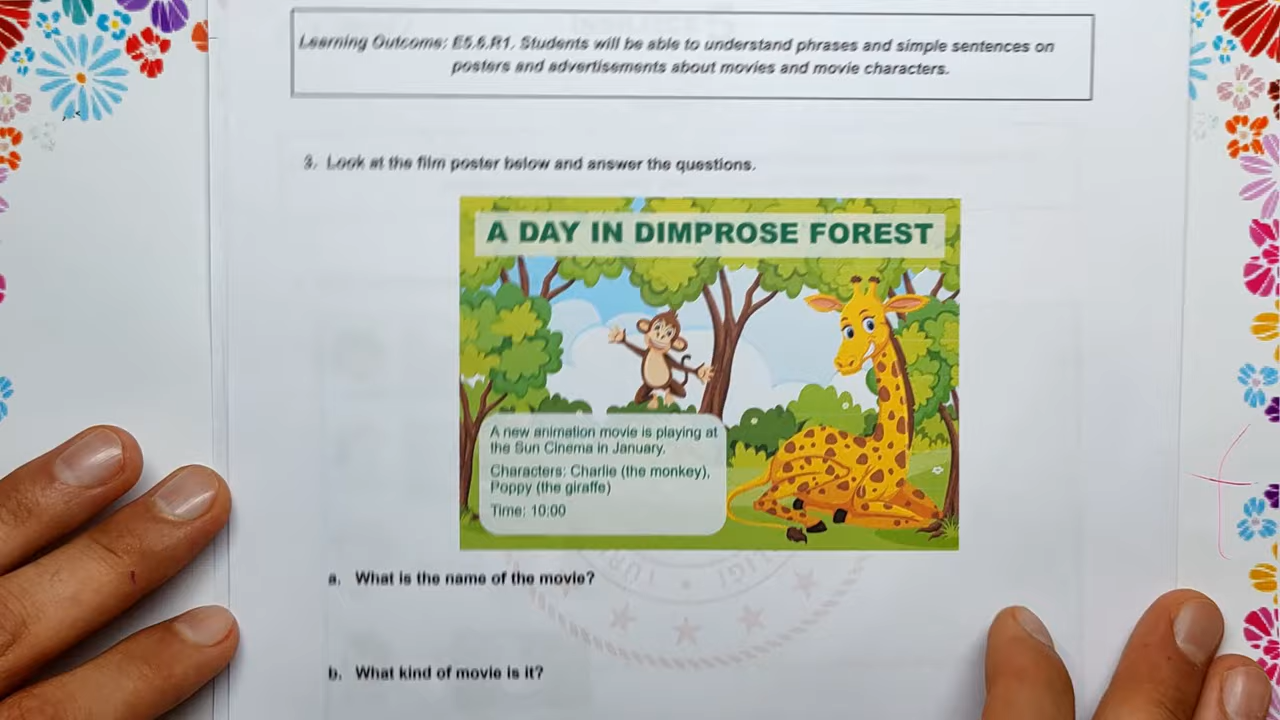 Learning Outcome: E5.6.R1. Students will be able to understand phrases and simple sentences on
posters and advertisements about movies and movie characters.
3. Look at the film poster below and answer the questions.
A DAY IN DIMPROSE FOREST
A new animation movie is playing at
the Sun Cinema in January.
Characters: Charlie (the monkey),
Poppy (the giraffe)
Time: 10:00
a. What is the name of the movie?
b. What kind of movie is it?